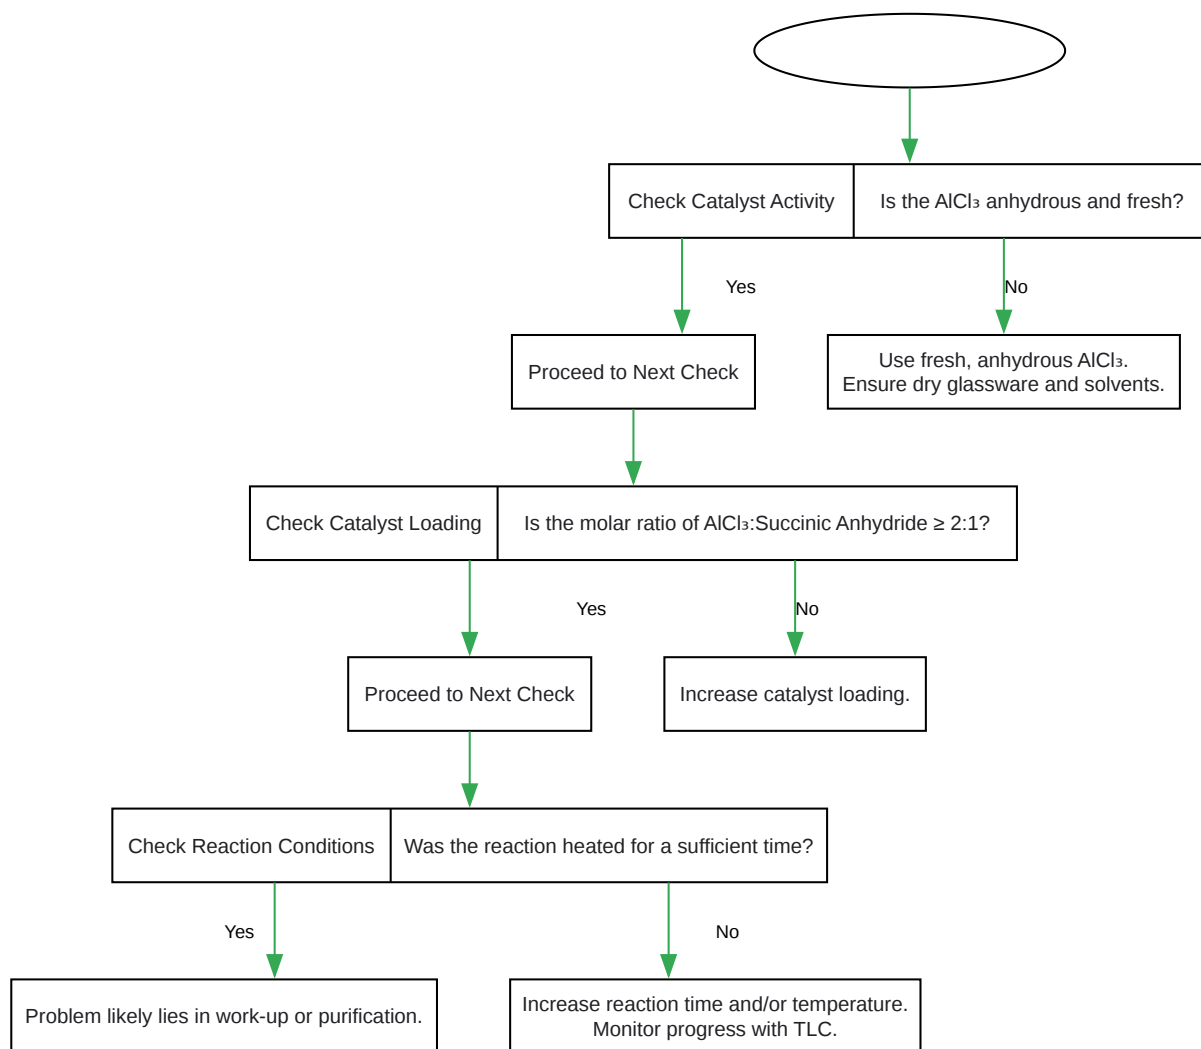 Check Catalyst Activity
Is the AlCl₃ anhydrous and fresh?
Yes
No
Proceed to Next Check
Use fresh, anhydrous AlCl₃.
Ensure dry glassware and solvents.
Check Catalyst Loading
Is the molar ratio of AlCl₃:Succinic Anhydride ≥ 2:1?
Yes
No
Proceed to Next Check
Increase catalyst loading.
Check Reaction Conditions
Was the reaction heated for a sufficient time?
Yes
No
Problem likely lies in work-up or purification.
Increase reaction time and/or temperature.
Monitor progress with TLC.